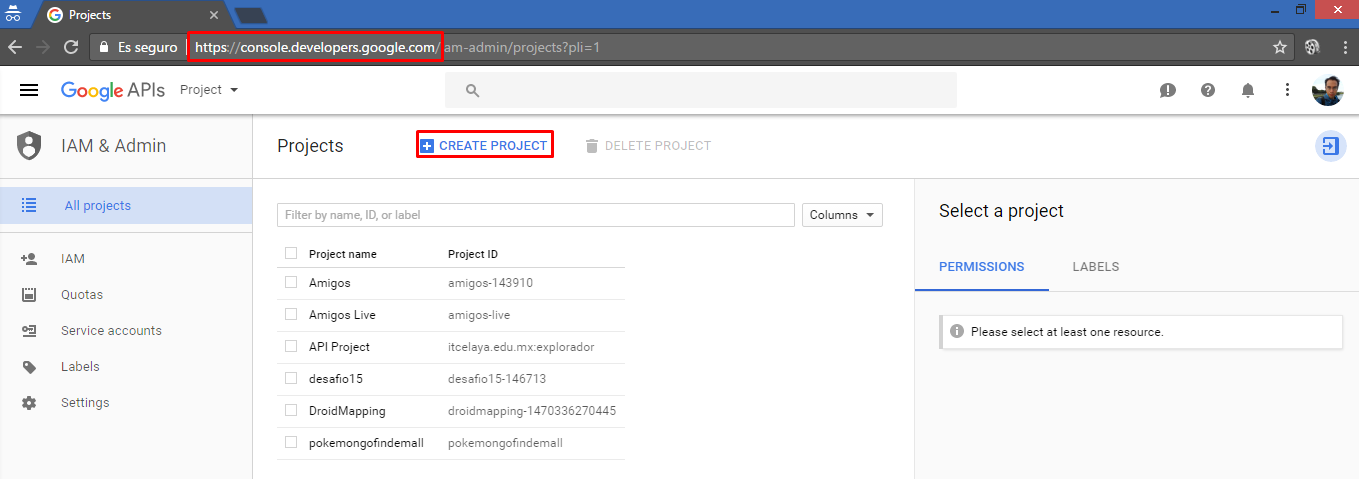 Projects
Es seguro https://console.developers.google.com/iam-admin/projects?pli=1
Google APIs Project
IAM & Admin
Projects
CREATE PROJECT
DELETE PROJECT
All projects
IAM
Quotas
Service accounts
Labels
Settings
Filter by name, ID, or label
Columns
Project name Project ID
Amigos amigos-143910
Amigos Live amigos-live
API Project itcelaya.edu.mx:explorador
desafio15 desafio15-146713
DroidMapping droidmapping-1470336270445
pokemongofindemall pokemongofindemall
Select a project
PERMISSIONS LABELS
Please select at least one resource.